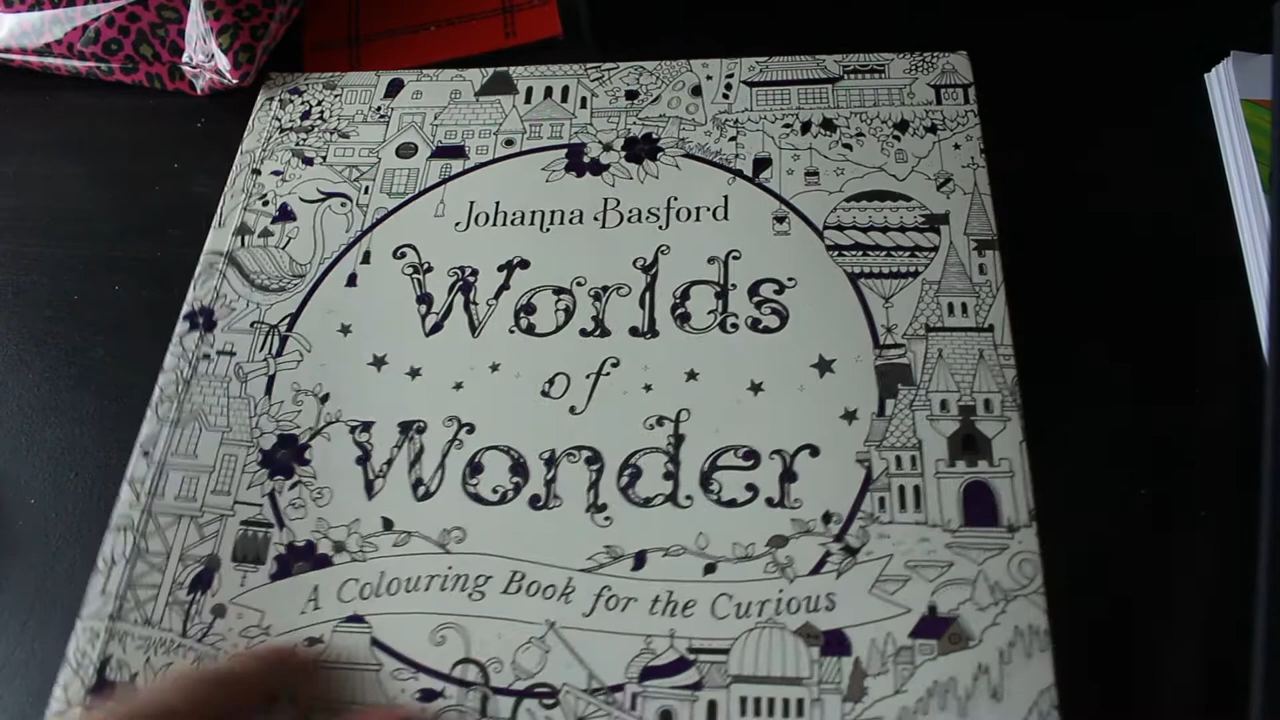 Johanna Basford
Worlds
of
Wonder
A Colouring Book for the Curious